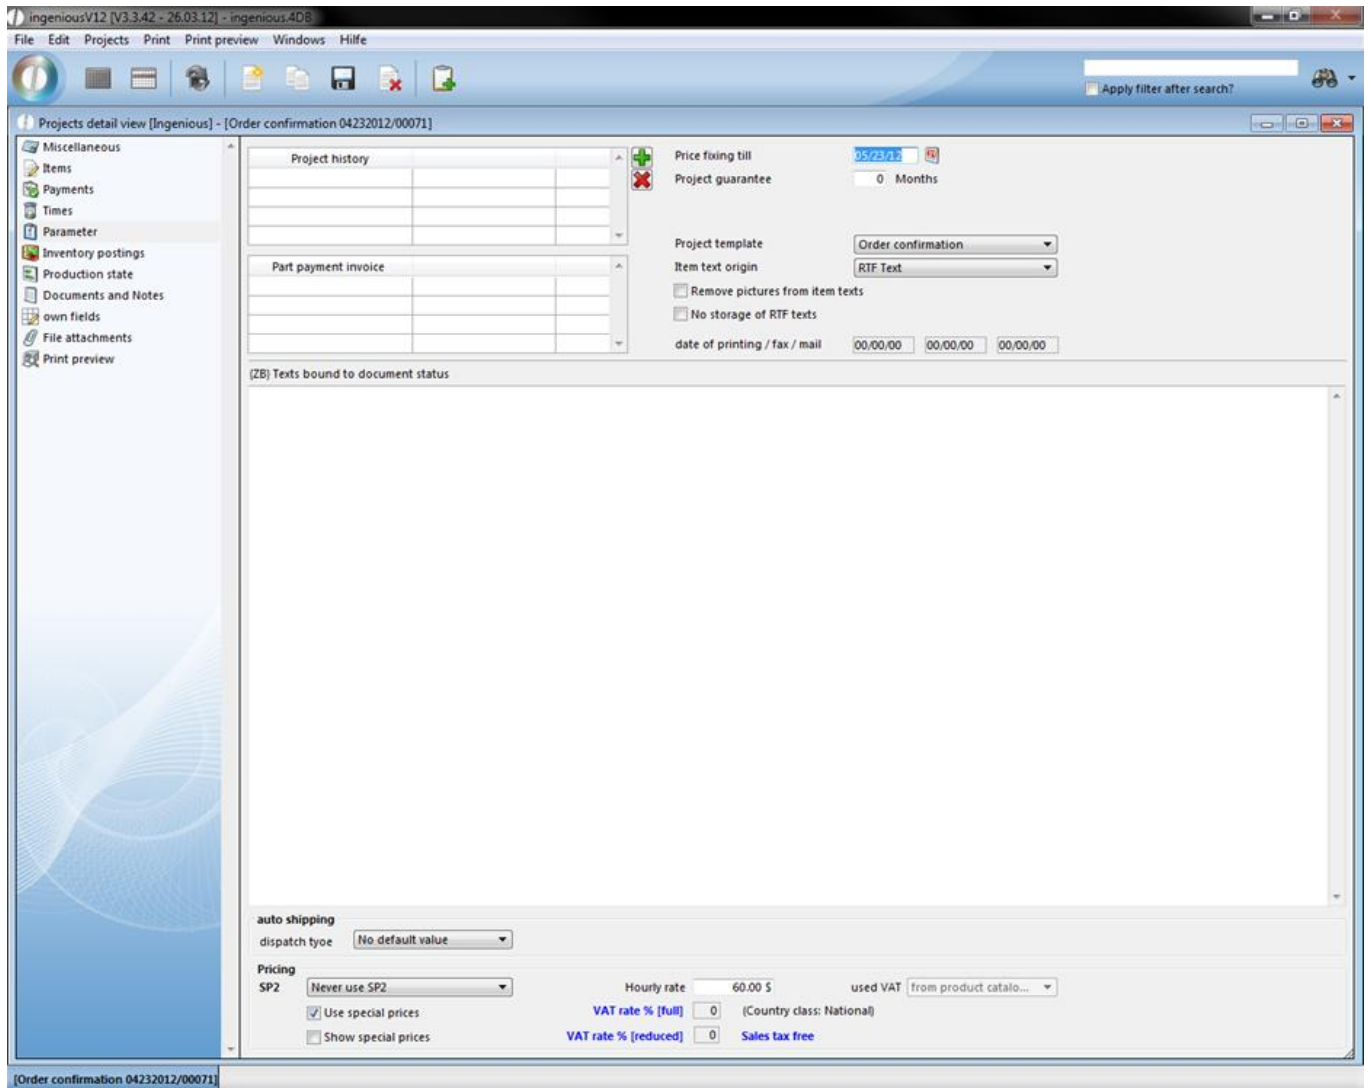 ingeniousV12 [V3.3.42 - 26.03.12] - ingenious.4DB
File Edit Projects Print Print preview Windows Hilfe
Apply filter after search?
Projects detail view [Ingenious] - [Order confirmation 04232012/00071]
Miscellaneous
Items
Payments
Times
Parameter
Inventory postings
Production state
Documents and Notes
own fields
File attachments
Print preview
Project history
Part payment invoice
Price fixing till 05/23/12
Project guarantee 0 Months
Project template Order confirmation
Item text origin RTF Text
Remove pictures from item texts
No storage of RTF texts
date of printing / fax / mail 00/00/00 00/00/00 00/00/00
(ZB) Texts bound to document status
auto shipping
dispatch tyoe No default value
Pricing
SP2 Never use SP2 Hourly rate 60.00 $ used VAT from product catalo...
Use special prices VAT rate % [full] 0 (Country class: National)
Show special prices VAT rate % [reduced] 0 Sales tax free
[Order confirmation 04232012/00071]